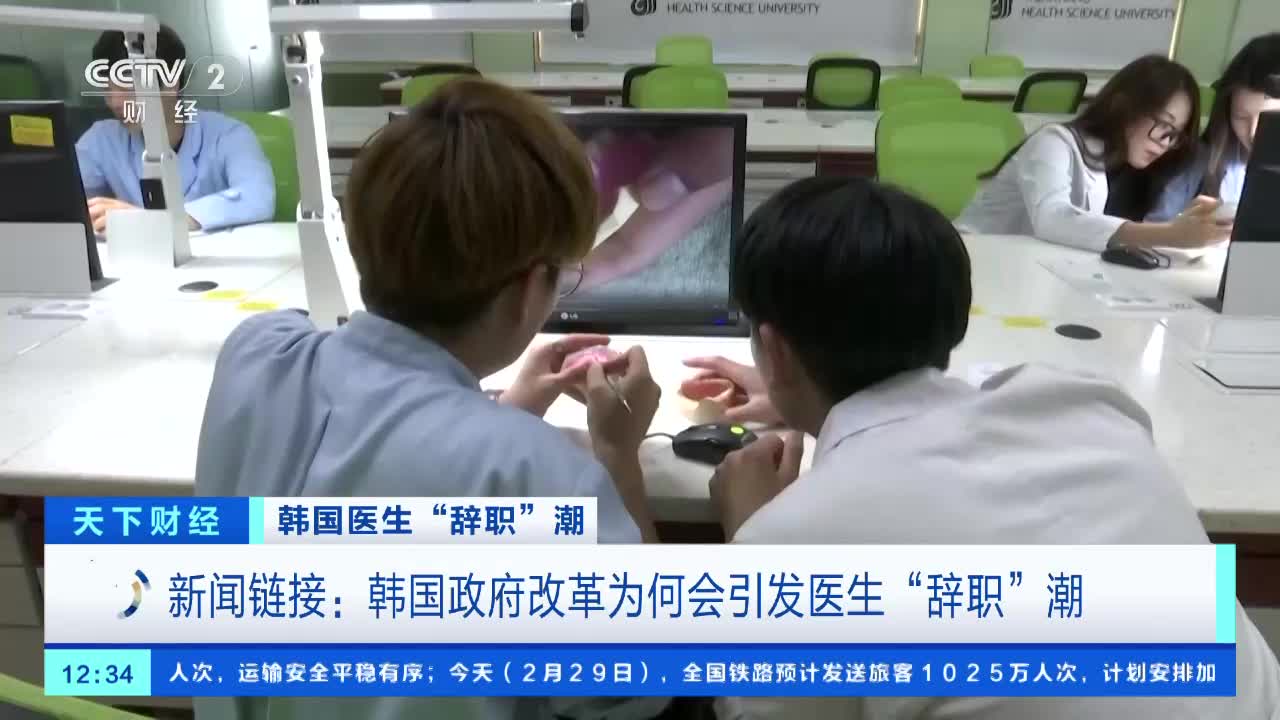 HEALTH SCIENCE UNIVERSITY
HEALTH SCIENCE UNIVERSITY
CCTV 2
财经
LG
天下财经
韩国医生“辞职”潮
新闻链接：韩国政府改革为何会引发医生“辞职”潮
12:34
人次，运输安全平稳有序；今天（2月29日），全国铁路预计发送旅客1025万人次，计划安排加